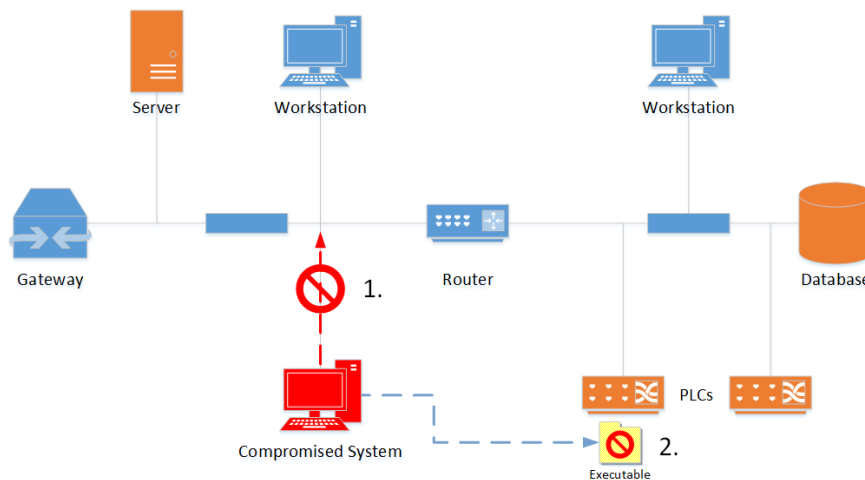 Server
Workstation
Workstation
Gateway
1.
Router
Database
PLCs
Compromised System
2.
Executable